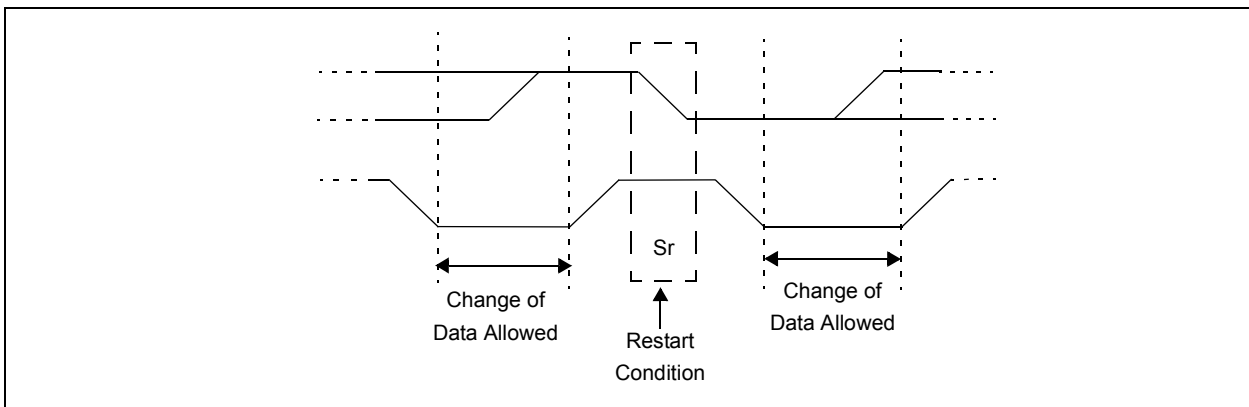 Sr
Change of
Data Allowed
Restart
Condition
Change of
Data Allowed